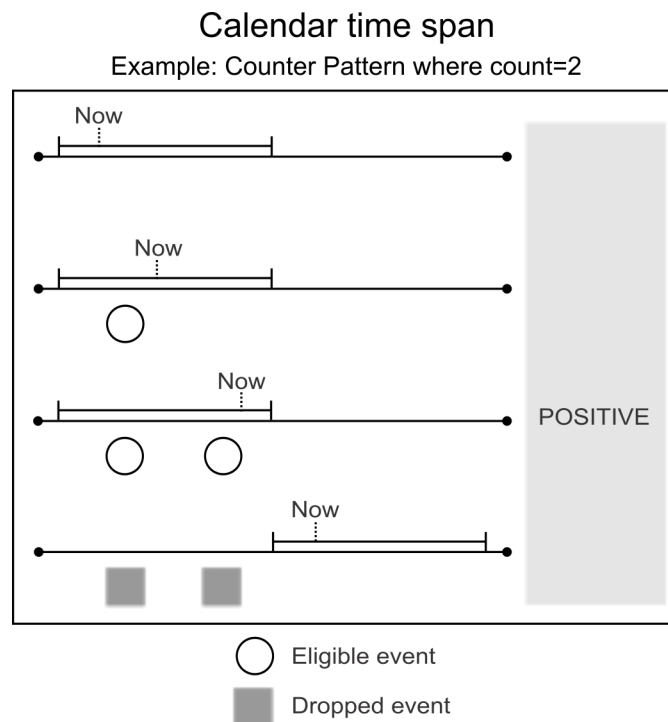 Calendar time span
Example: Counter Pattern where count=2
Now
Now
Now
POSITIVE
Now
Eligible event
Dropped event